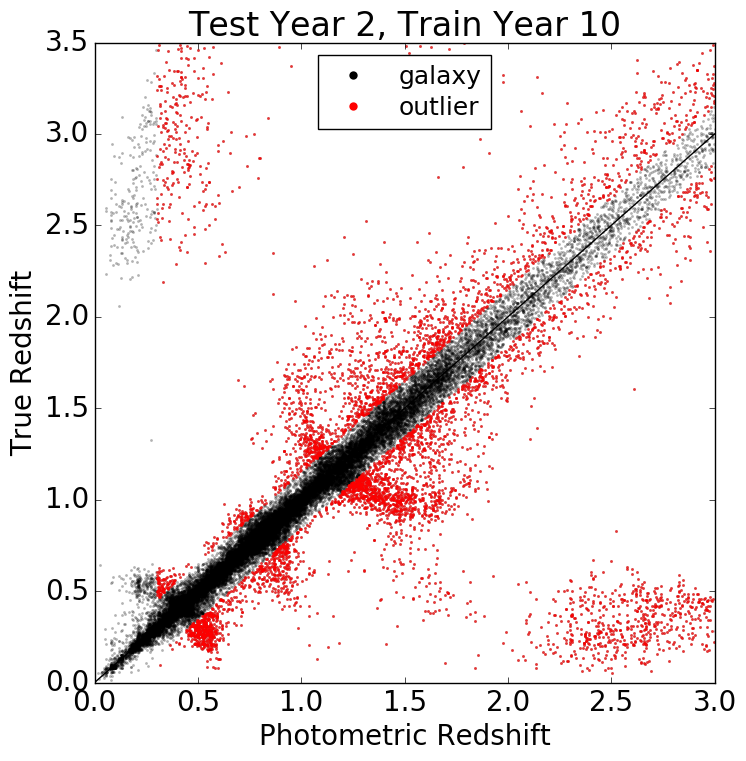 Test Year 2, Train Year 10
galaxy
outlier
3.5
3.0
2.5
2.0
1.5
1.0
0.5
0.0
True Redshift
0.0 0.5 1.0 1.5 2.0 2.5 3.0
Photometric Redshift